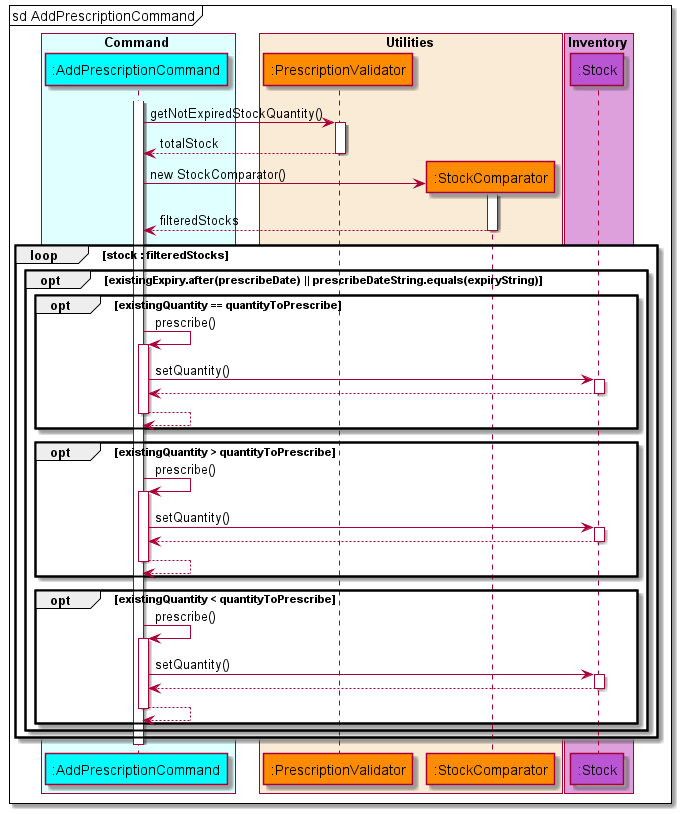 sd AddPrescriptionCommand
Command
Utilities
Inventory
:AddPrescriptionCommand
:PrescriptionValidator
:Stock
getNotExpiredStockQuantity()
totalStock
new StockComparator()
:StockComparator
filteredStocks
loop [stock : filteredStocks]
opt [existingExpiry.after(prescribeDate) || prescribeDateString.equals(expiryString)]
opt [existingQuantity == quantityToPrescribe]
prescribe()
setQuantity()
opt [existingQuantity > quantityToPrescribe]
prescribe()
setQuantity()
opt [existingQuantity < quantityToPrescribe]
prescribe()
setQuantity()
:AddPrescriptionCommand
:PrescriptionValidator
:StockComparator
:Stock